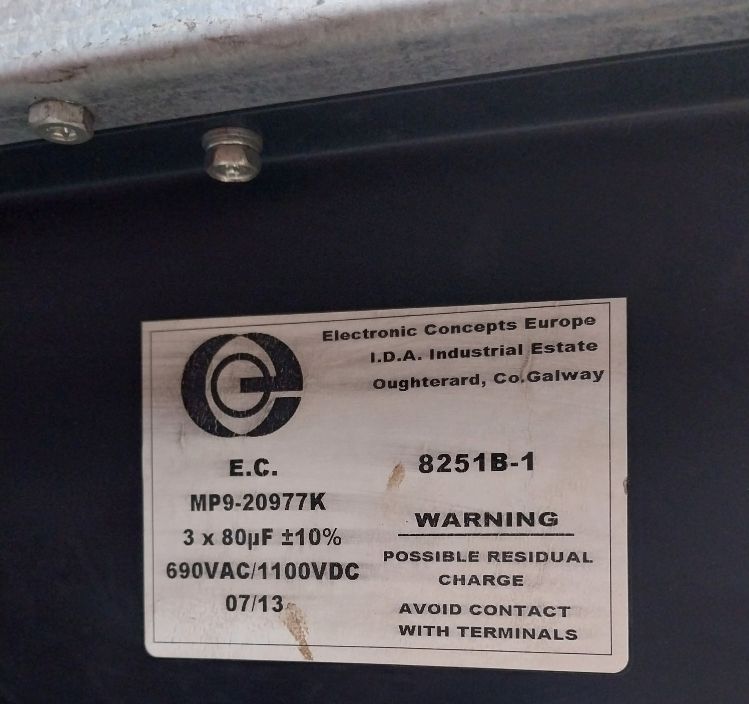 Electronic Concepts Europe
I.D.A. Industrial Estate
Oughterard, Co.Galway
E.C.
MP9-20977K
3 x 80µF ±10%
690VAC/1100VDC
07/13
8251B-1
WARNING
POSSIBLE RESIDUAL
CHARGE
AVOID CONTACT
WITH TERMINALS